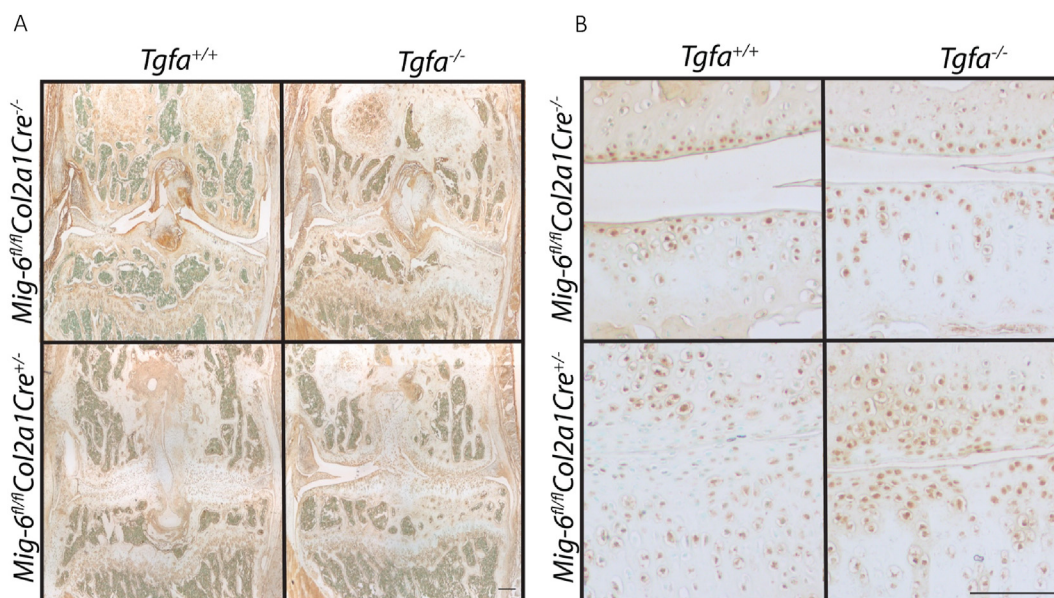 A
B
Tgfa+/+
Tgfa-/-
Tgfa+/+
Tgfa-/-
Mig-6fl/flCol2a1Cre-/-
Mig-6fl/flCol2a1Cre+/-
Mig-6fl/flCol2a1Cre-/-
Mig-6fl/flCol2a1Cre+/-